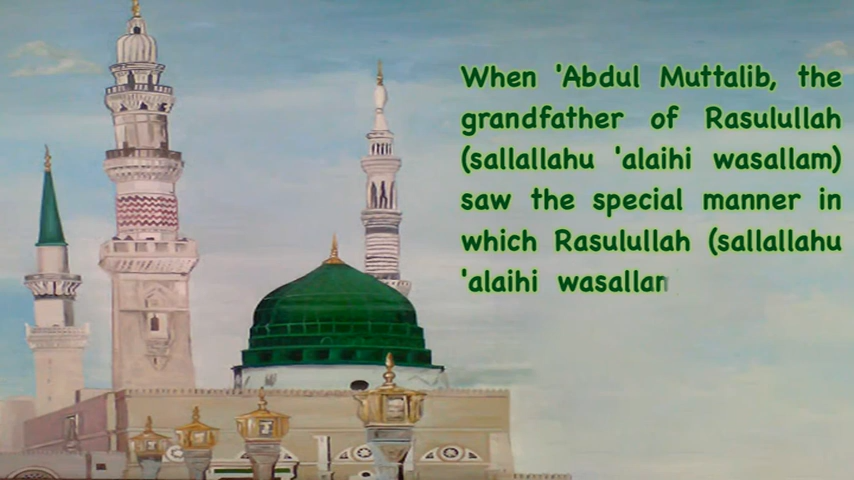 When 'Abdul Muttalib, the
grandfather of Rasulullah
(sallallahu 'alaihi wasallam)
saw the special manner in
which Rasulullah (sallallahu
'alaihi